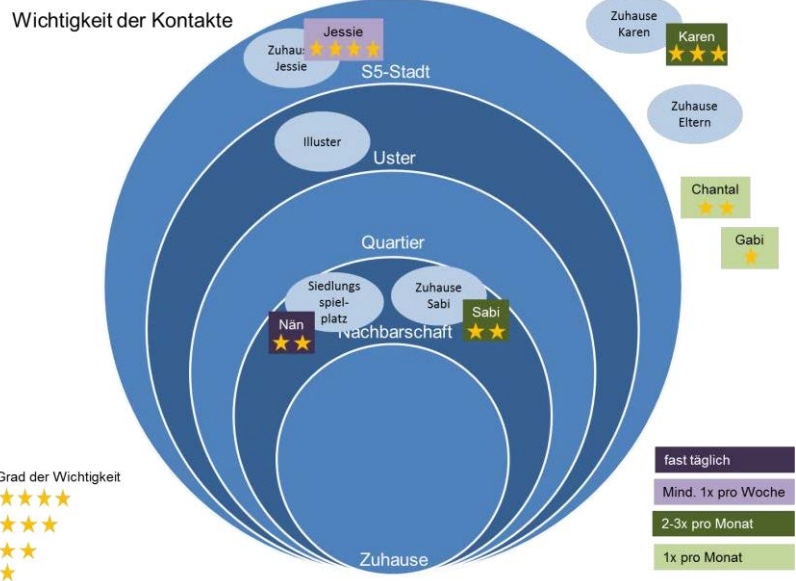 Wichtigkeit der Kontakte
Zuhause
Karen
Karen
Jessie
Jessie
S5-Stadt
Zuhause
Eltern
Illuster
Uster
Chantal
Gabi
Quartier
Siedlungs
spiel-
platz
Zuhause
Sabi
Sabi
Nän
Nachbarschaft
Grad der Wichtigkeit
fast täglich
Mind. 1x pro Woche
2-3x pro Monat
1x pro Monat
Zuhause